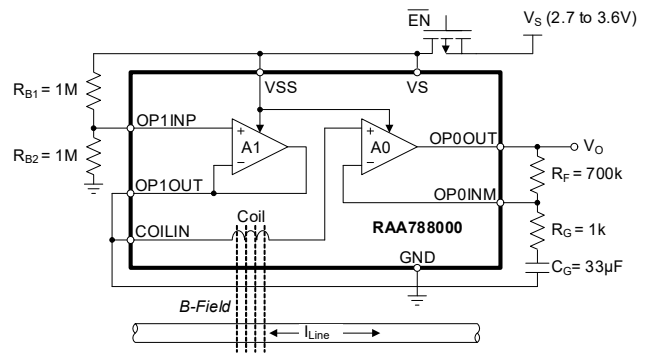 EN
VS (2.7 to 3.6V)
RB1 = 1M
VSS
VS
OP1INP
+
A1
−
+
A0
−
OP0OUT
VO
RB2 = 1M
RF = 700k
OP1OUT
OP0INM
Coil
RAA788000
COILIN
RG = 1k
GND
CG = 33µF
B-Field
ILine